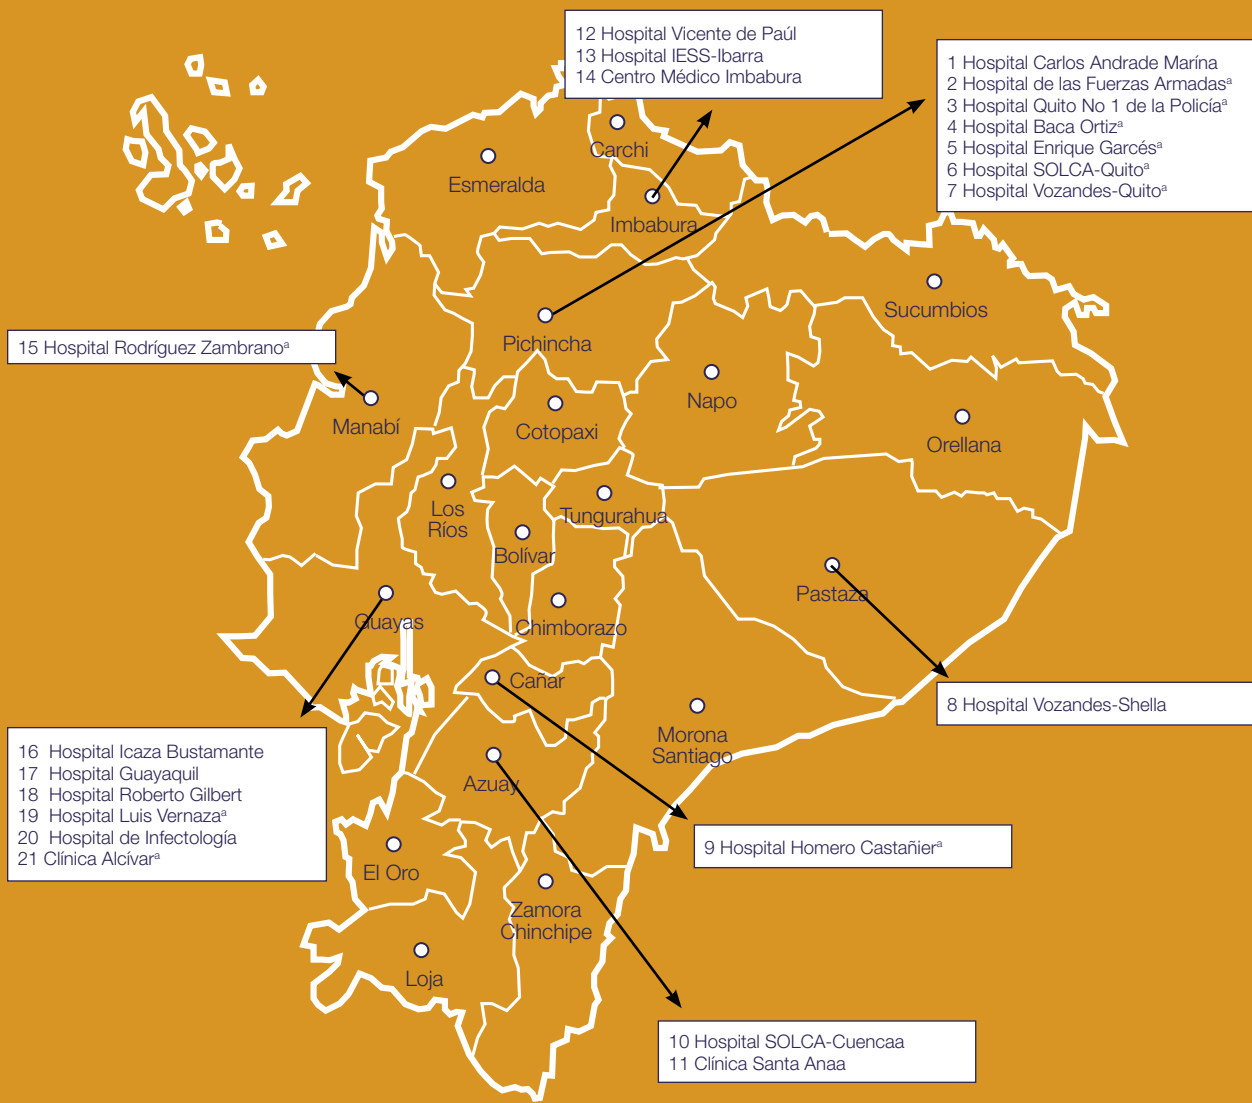 12 Hospital Vicente de Paúl
13 Hospital IESS-Ibarra
14 Centro Médico Imbabura
1 Hospital Carlos Andrade Marína
2 Hospital de las Fuerzas Armadasª
3 Hospital Quito No 1 de la Policíaª
4 Hospital Baca Ortizª
5 Hospital Enrique Garcésª
6 Hospital SOLCA-Quitoª
7 Hospital Vozandes-Quitoª
Carchi
Esmeralda
Imbabura
Sucumbios
Pichincha
15 Hospital Rodríguez Zambranoª
Manabí
Napo
Cotopaxi
Orellana
Los
Ríos
Tungurahua
Bolívar
Pastaza
Guayas
Chimborazo
Cañar
8 Hospital Vozandes-Shella
Morona
Santiago
16 Hospital Icaza Bustamante
17 Hospital Guayaquil
18 Hospital Roberto Gilbert
19 Hospital Luis Vernazaª
20 Hospital de Infectología
21 Clínica Alcívarª
Azuay
9 Hospital Homero Castañierª
El Oro
Zamora
Chinchipe
Loja
10 Hospital SOLCA-Cuencaa
11 Clínica Santa Anaa